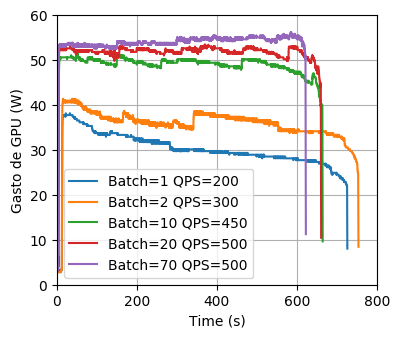 60
50
40
30
20
10
0
Gasto de GPU (W)
Batch=1 QPS=200
Batch=2 QPS=300
Batch=10 QPS=450
Batch=20 QPS=500
Batch=70 QPS=500
0 200 400 600 800
Time (s)